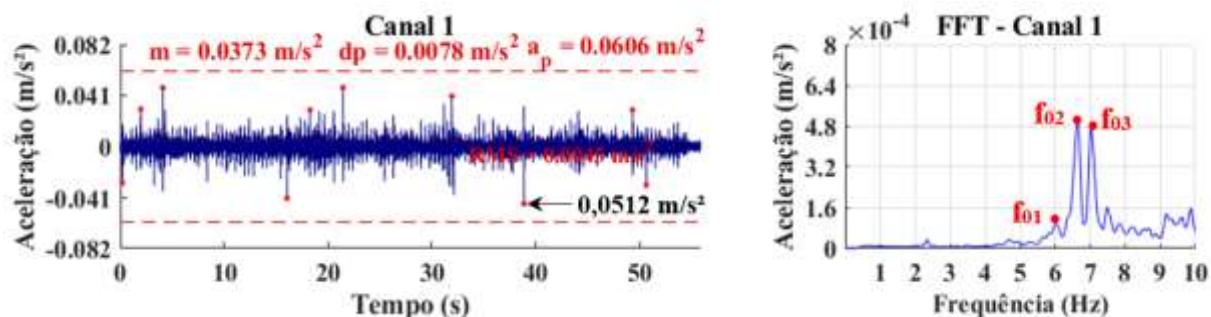 Canal 1
m = 0.0373 m/s² dp = 0.0078 m/s² aₚ = 0.0606 m/s²
Aceleração (m/s²)
0.082
0.041
0
-0.041
-0.082
0,0512 m/s²
0 10 20 30 40 50
Tempo (s)
×10⁻⁴ FFT - Canal 1
Aceleração (m/s²)
8
6.4
4.8
3.2
1.6
0
f02 f03
f01
1 2 3 4 5 6 7 8 9 10
Frequência (Hz)